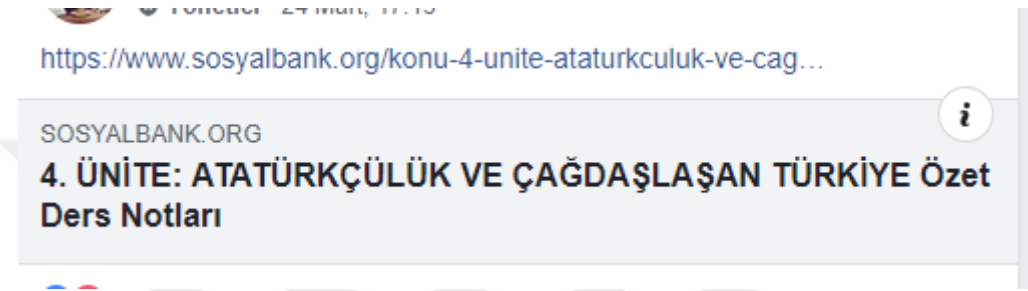 https://www.sosyalbank.org/konu-4-unite-ataturkculuk-ve-cag...
SOSYALBANK.ORG
i
4. ÜNİTE: ATATÜRKÇÜLÜK VE ÇAĞDAŞLAŞAN TÜRKİYE Özet
Ders Notları